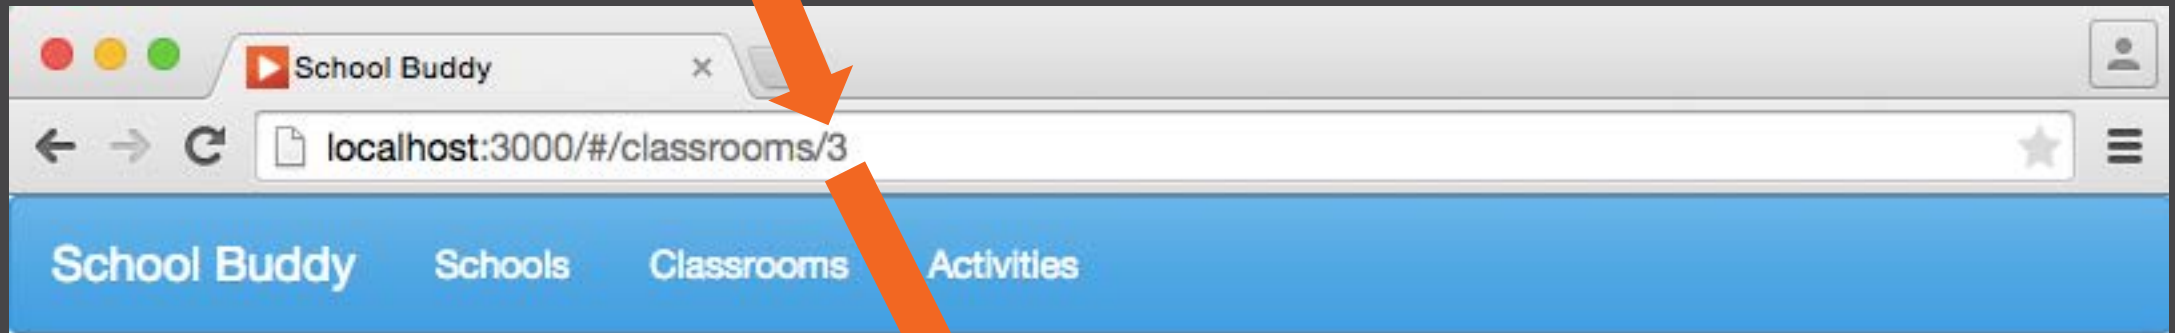 School Buddy
localhost:3000/#/classrooms/3
School Buddy Schools Classrooms Activities